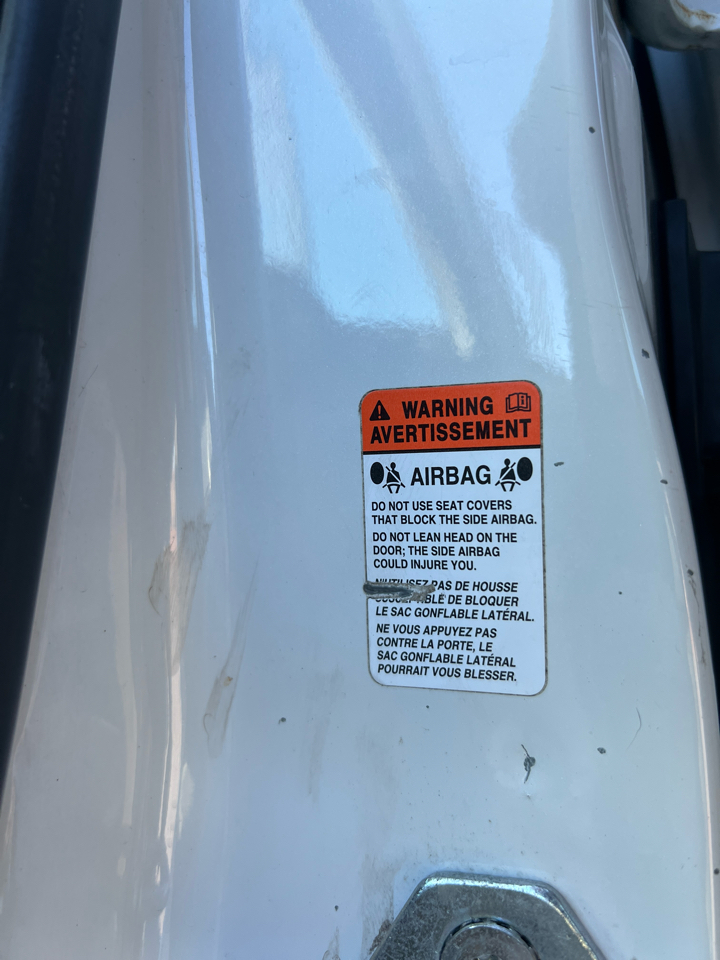 WARNING
AVERTISSEMENT
AIRBAG
DO NOT USE SEAT COVERS
THAT BLOCK THE SIDE AIRBAG.
DO NOT LEAN HEAD ON THE
DOOR; THE SIDE AIRBAG
COULD INJURE YOU.
N'UTILISEZ PAS DE HOUSSE
DE BLOQUER
LE SAC GONFLABLE LATÉRAL.
NE VOUS APPUYEZ PAS
CONTRE LA PORTE, LE
SAC GONFLABLE LATÉRAL
POURRAIT VOUS BLESSER.